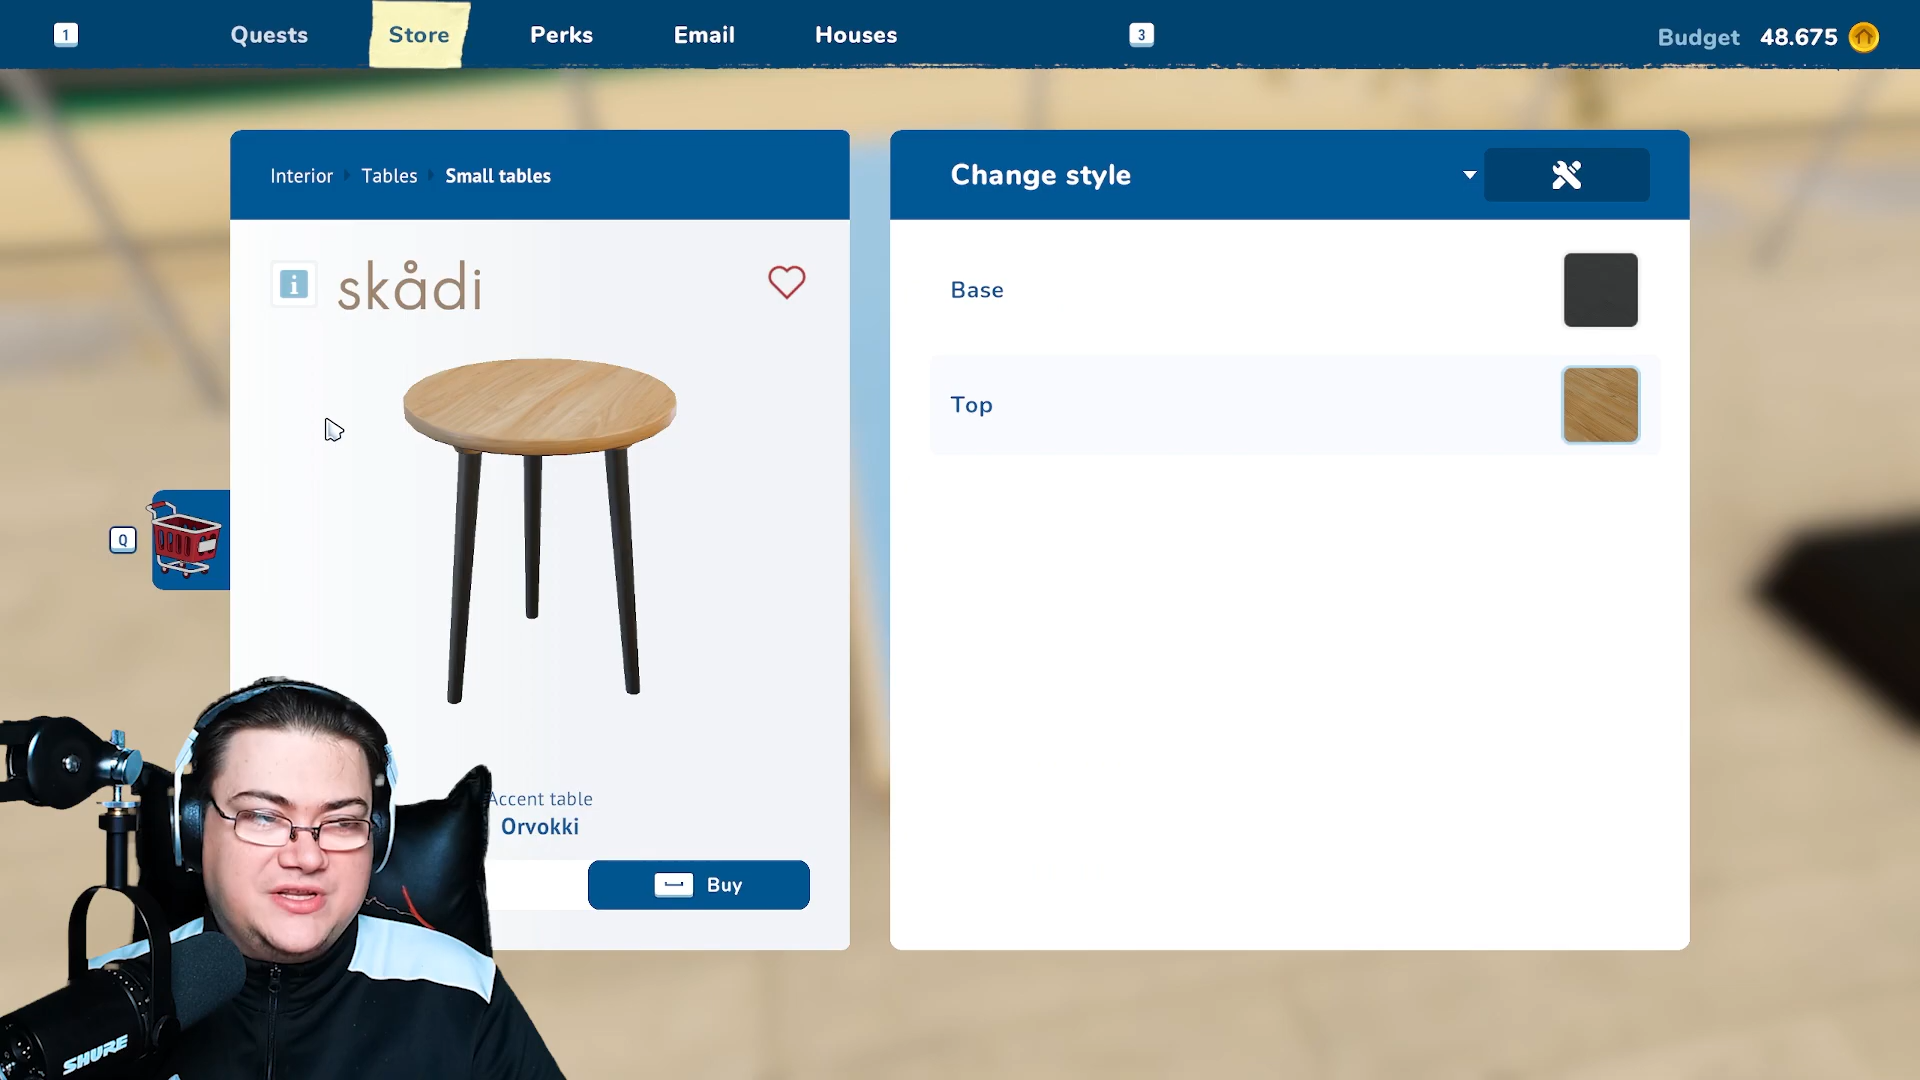 1
Quests
Store
Perks
Email
Houses
3
Budget 48.675
Interior Tables Small tables
Change style
i skådi
Base
Top
Q
Accent table
Orvokki
Buy
SHURE